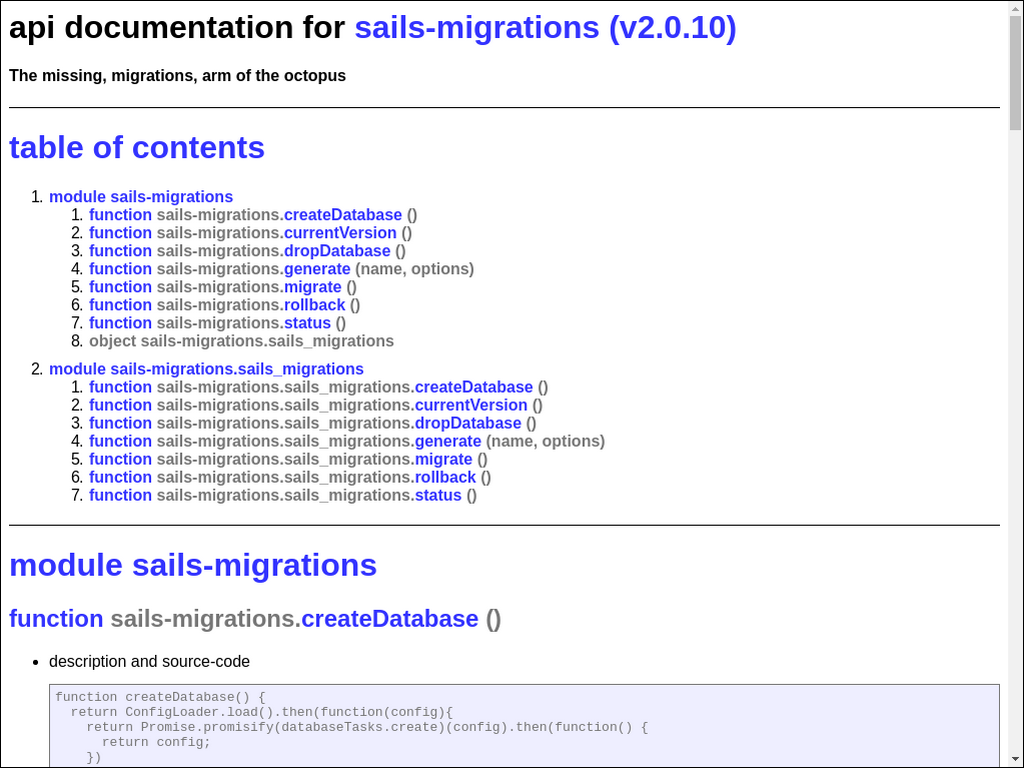 api documentation for sails-migrations (v2.0.10)
The missing, migrations, arm of the octopus
table of contents
1. module sails-migrations
1. function sails-migrations.createDatabase ()
2. function sails-migrations.currentVersion ()
3. function sails-migrations.dropDatabase ()
4. function sails-migrations.generate (name, options)
5. function sails-migrations.migrate ()
6. function sails-migrations.rollback ()
7. function sails-migrations.status ()
8. object sails-migrations.sails_migrations
2. module sails-migrations.sails_migrations
1. function sails-migrations.sails_migrations.createDatabase ()
2. function sails-migrations.sails_migrations.currentVersion ()
3. function sails-migrations.sails_migrations.dropDatabase ()
4. function sails-migrations.sails_migrations.generate (name, options)
5. function sails-migrations.sails_migrations.migrate ()
6. function sails-migrations.sails_migrations.rollback ()
7. function sails-migrations.sails_migrations.status ()
module sails-migrations
function sails-migrations.createDatabase ()
• description and source-code
function createDatabase() {
  return ConfigLoader.load().then(function(config){
    return Promise.promisify(databaseTasks.create)(config).then(function() {
      return config;
    })